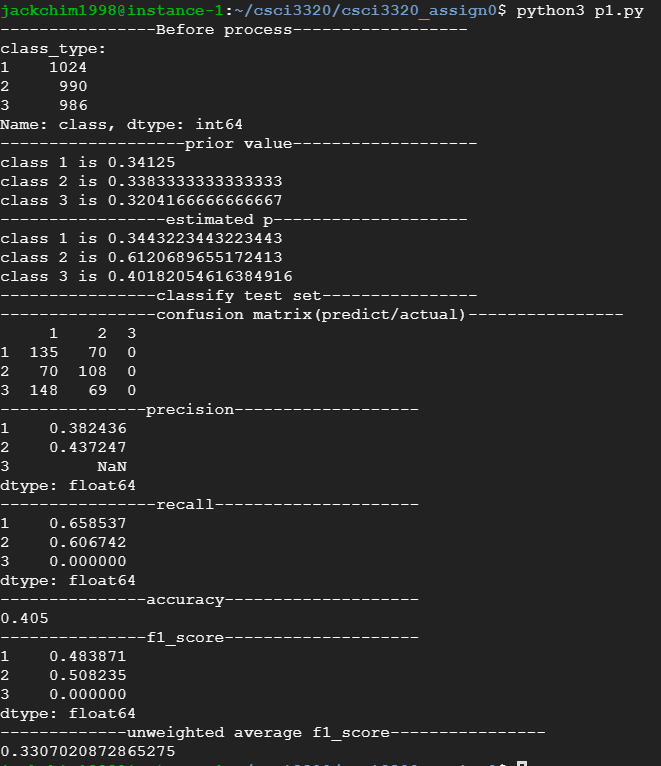 jackchim1998@instance-1:~/csci3320/csci3320_assign0$ python3 p1.py
----------------Before process------------------
class_type:
1    1024
2     990
3     986
Name: class, dtype: int64
-------------------prior value-------------------
class 1 is 0.34125
class 2 is 0.3383333333333333
class 3 is 0.3204166666666667
-----------------estimated p--------------------
class 1 is 0.3443223443223443
class 2 is 0.6120689655172413
class 3 is 0.40182054616384916
----------------classify test set----------------
----------------confusion matrix(predict/actual)----------------
     1    2  3
1  135   70  0
2   70  108  0
3  148   69  0
---------------precision-------------------
1    0.382436
2    0.437247
3         NaN
dtype: float64
----------------recall---------------------
1    0.658537
2    0.606742
3    0.000000
dtype: float64
---------------accuracy--------------------
0.405
---------------f1_score--------------------
1    0.483871
2    0.508235
3    0.000000
dtype: float64
-------------unweighted average f1_score----------------
0.3307020872865275